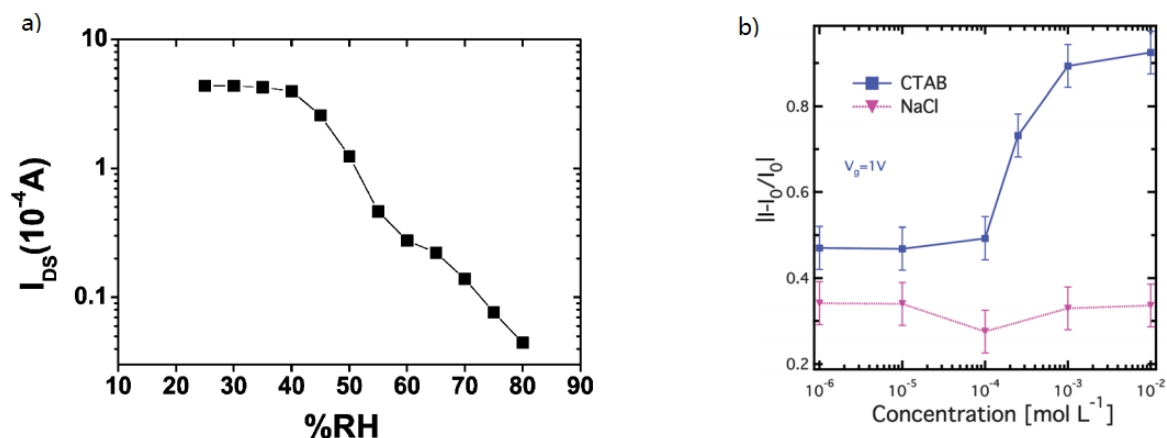 a)
10
1
0.1
I_DS(10^-4A)
10 20 30 40 50 60 70 80 90
%RH
b)
0.8
0.6
0.4
0.2
|I-I_0/I_0|
CTAB
NaCl
V_g=1V
10^-6 10^-5 10^-4 10^-3 10^-2
Concentration [mol L^-1]